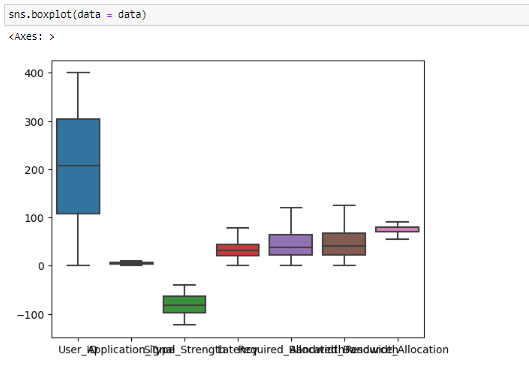 sns.boxplot(data = data)
<Axes: >
400
300
200
100
0
−100
User_ID
Application_Type
Signal_Strength
Latency
Required_Bandwidth
Allocated_Bandwidth
Resource_Allocation